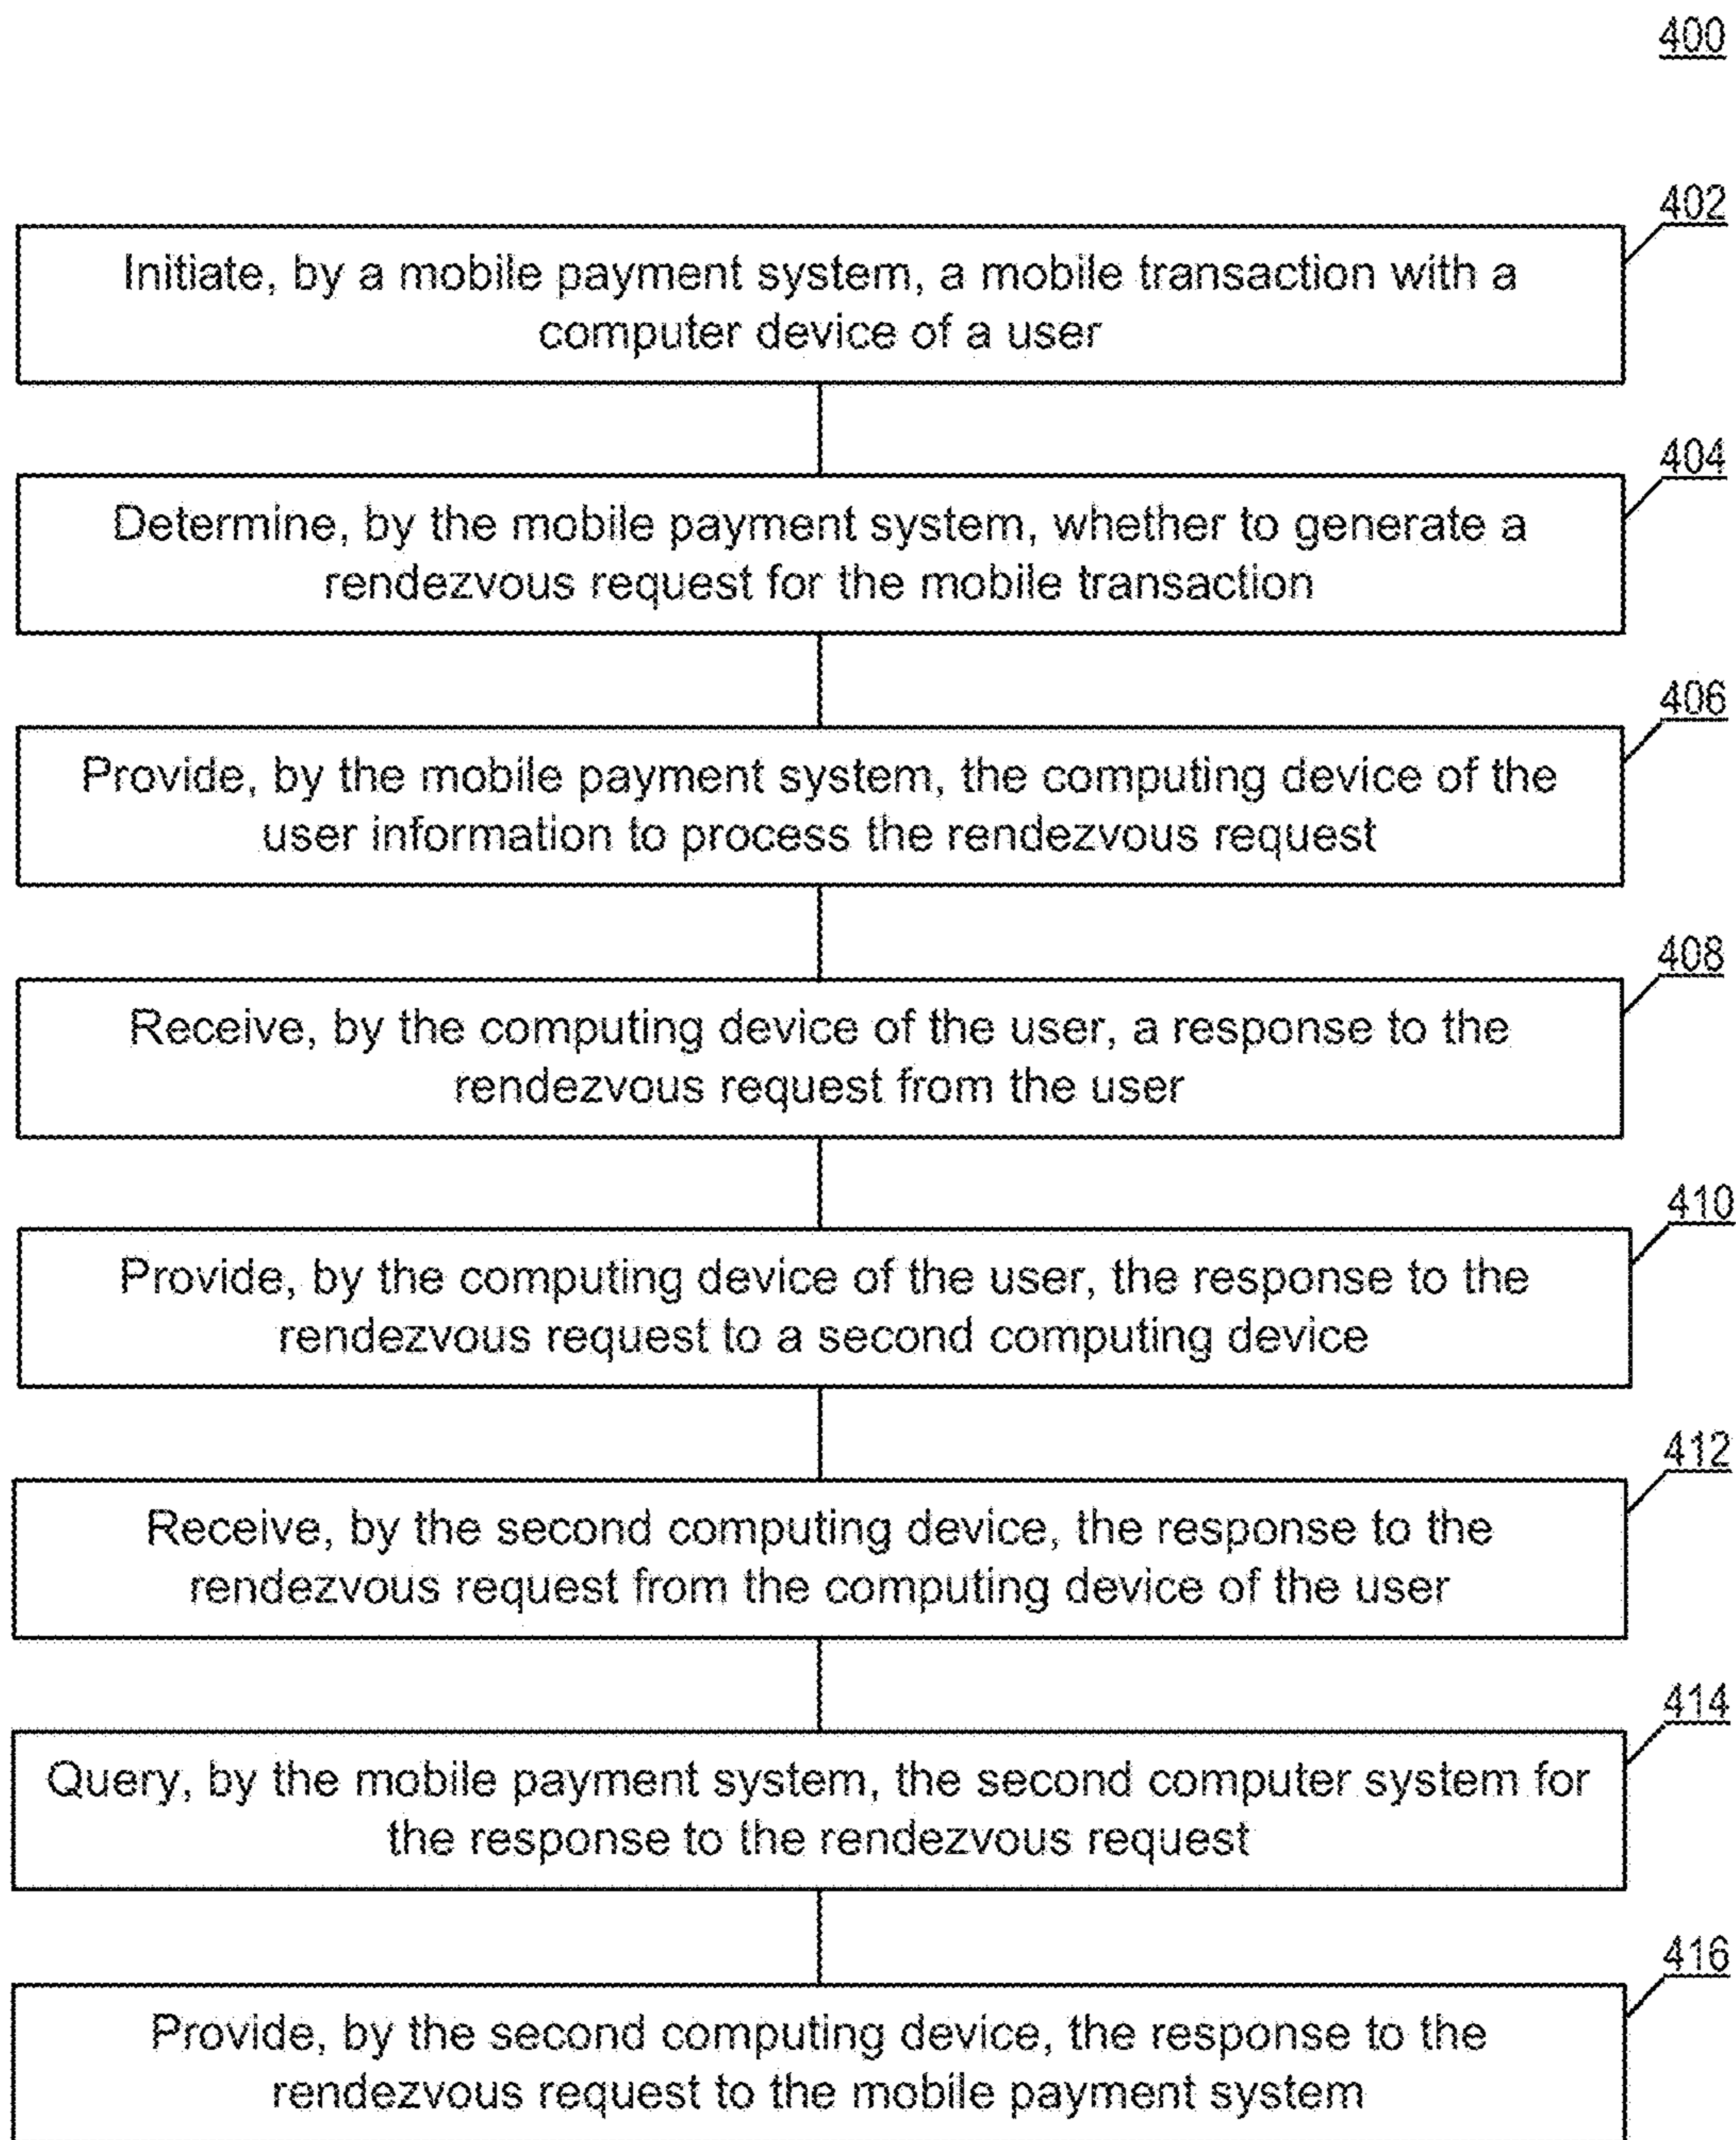 400
402
Initiate, by a mobile payment system, a mobile transaction with a
computer device of a user
404
Determine, by the mobile payment system, whether to generate a
rendezvous request for the mobile transaction
406
Provide, by the mobile payment system, the computing device of the
user information to process the rendezvous request
408
Receive, by the computing device of the user, a response to the
rendezvous request from the user
410
Provide, by the computing device of the user, the response to the
rendezvous request to a second computing device
412
Receive, by the second computing device, the response to the
rendezvous request from the computing device of the user
414
Query, by the mobile payment system, the second computer system for
the response to the rendezvous request
416
Provide, by the second computing device, the response to the
rendezvous request to the mobile payment system